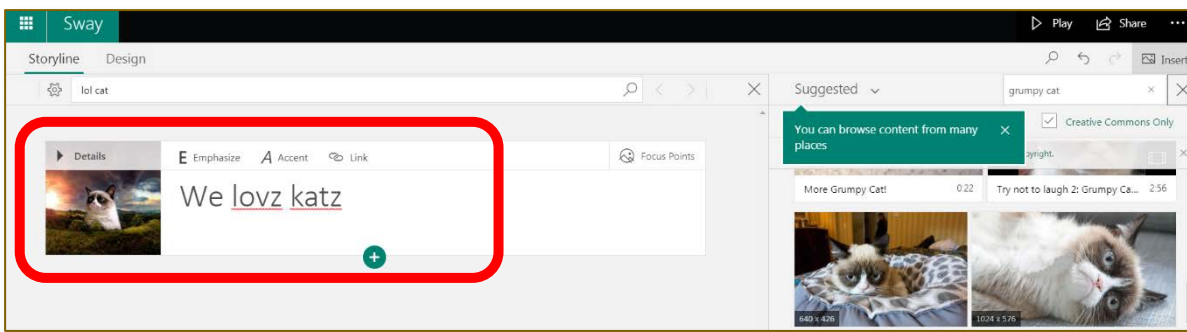 Sway
Play Share ...
Storyline Design
Insert
lol cat
Suggested
grumpy cat
You can browse content from many
places
Creative Commons Only
Details
E Emphasize A Accent Link
Focus Points
We lovz katz
More Grumpy Cat! 0:22
Try not to laugh 2: Grumpy Ca... 2:56
640 x 426
1024 x 576